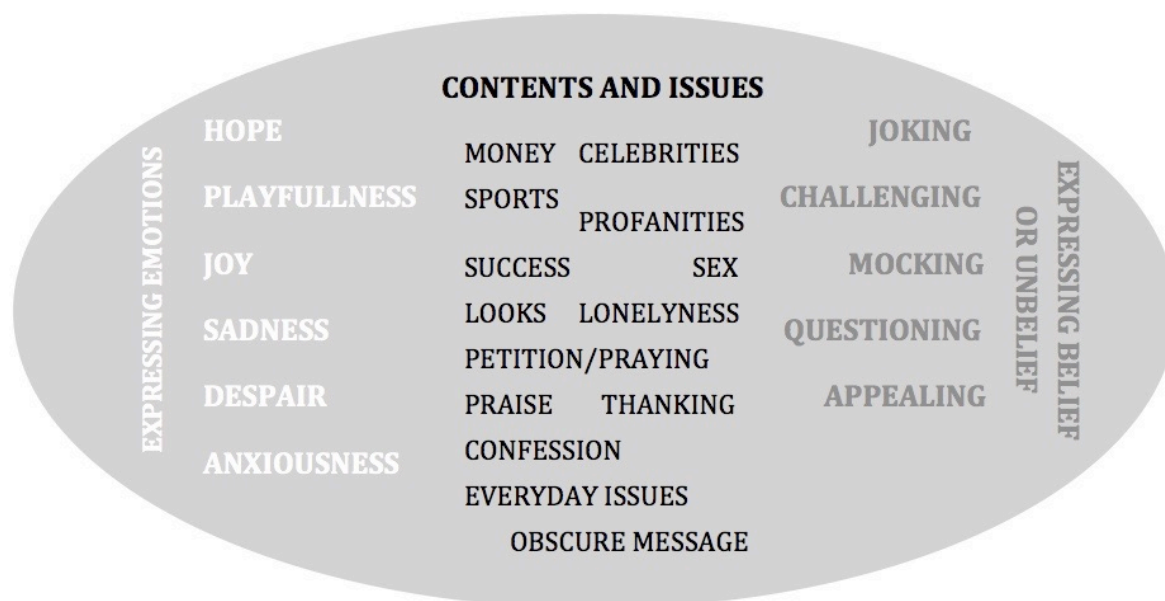 CONTENTS AND ISSUES
EXPRESSING EMOTIONS
HOPE
PLAYFULLNESS
JOY
SADNESS
DESPAIR
ANXIOUSNESS
MONEY CELEBRITIES
SPORTS
PROFANITIES
SUCCESS SEX
LOOKS LONELYNESS
PETITION/PRAYING
PRAISE THANKING
CONFESSION
EVERYDAY ISSUES
OBSCURE MESSAGE
JOKING
CHALLENGING
MOCKING
QUESTIONING
APPEALING
EXPRESSING BELIEF
OR UNBELIEF